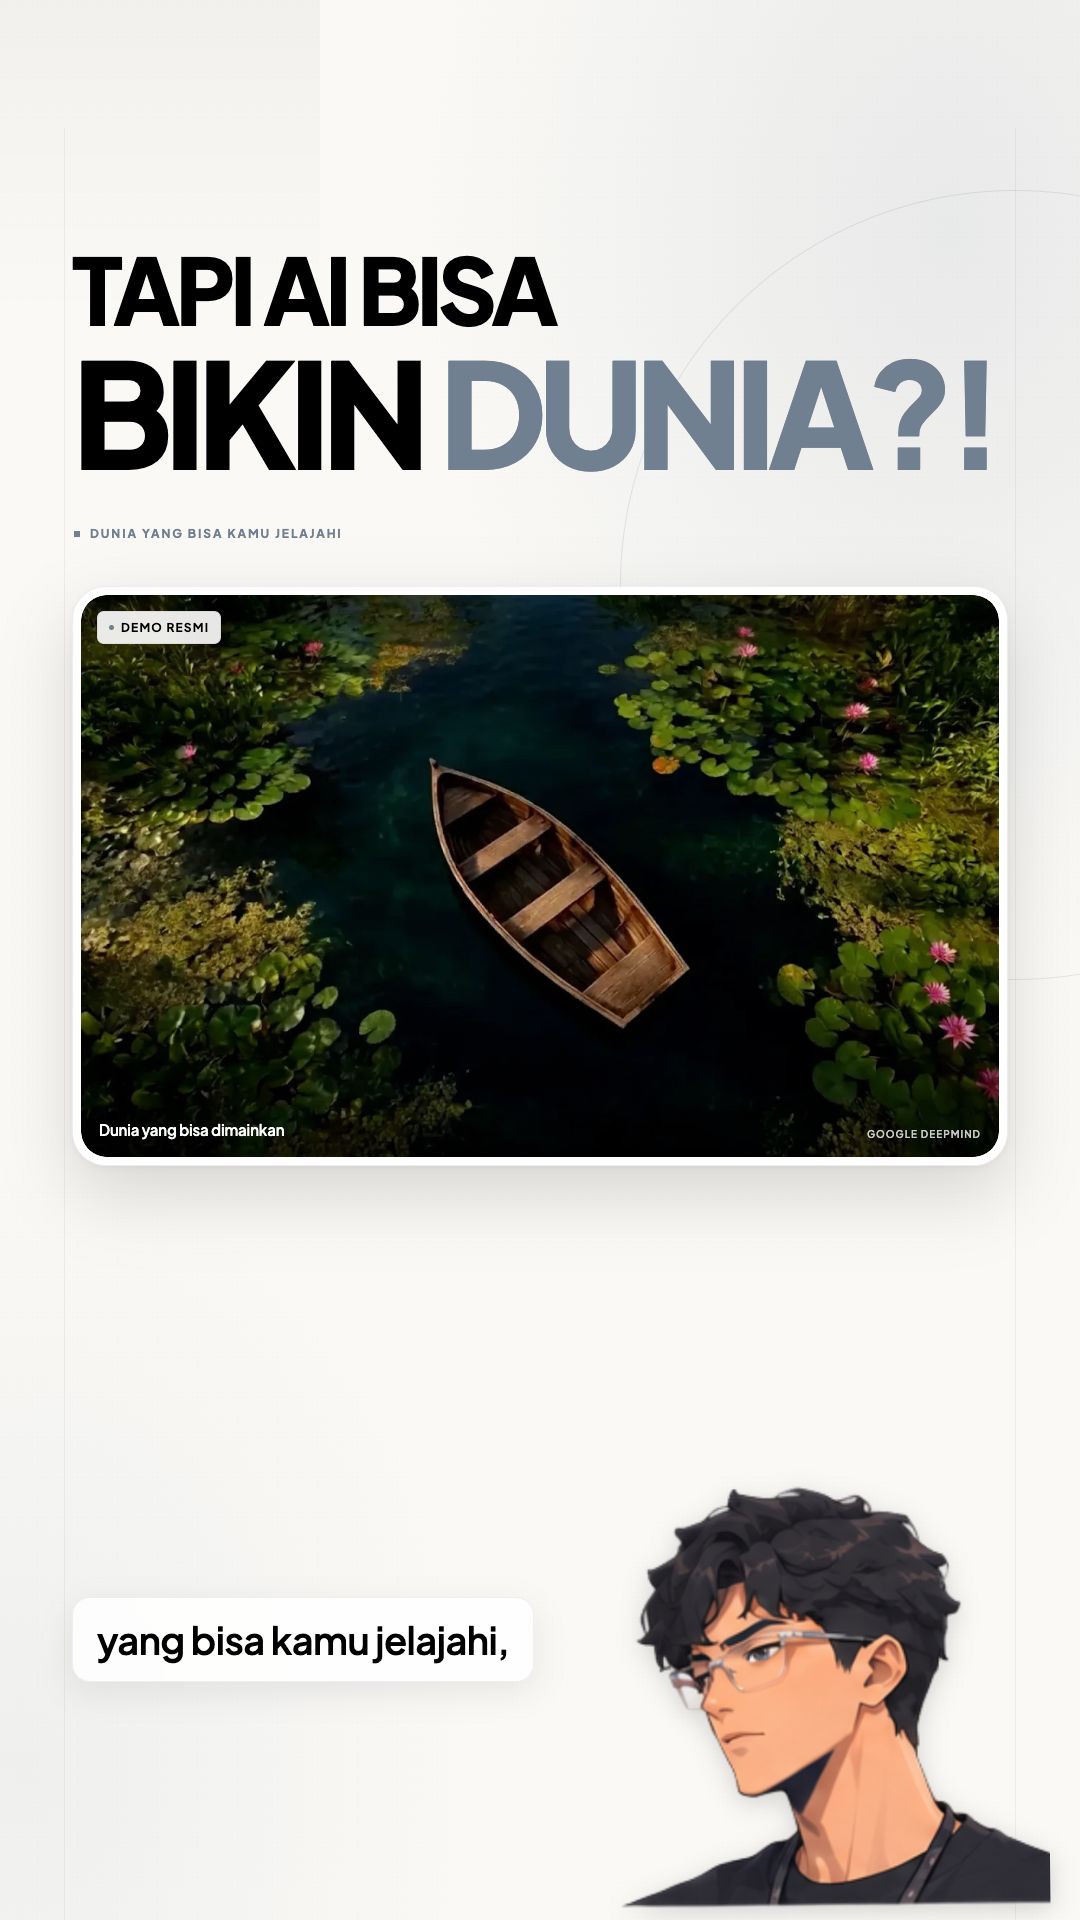 TAPI AI BISA
BIKIN DUNIA?!
DUNIA YANG BISA KAMU JELAJAHI
DEMO RESMI
Dunia yang bisa dimainkan
GOOGLE DEEPMIND
yang bisa kamu jelajahi,